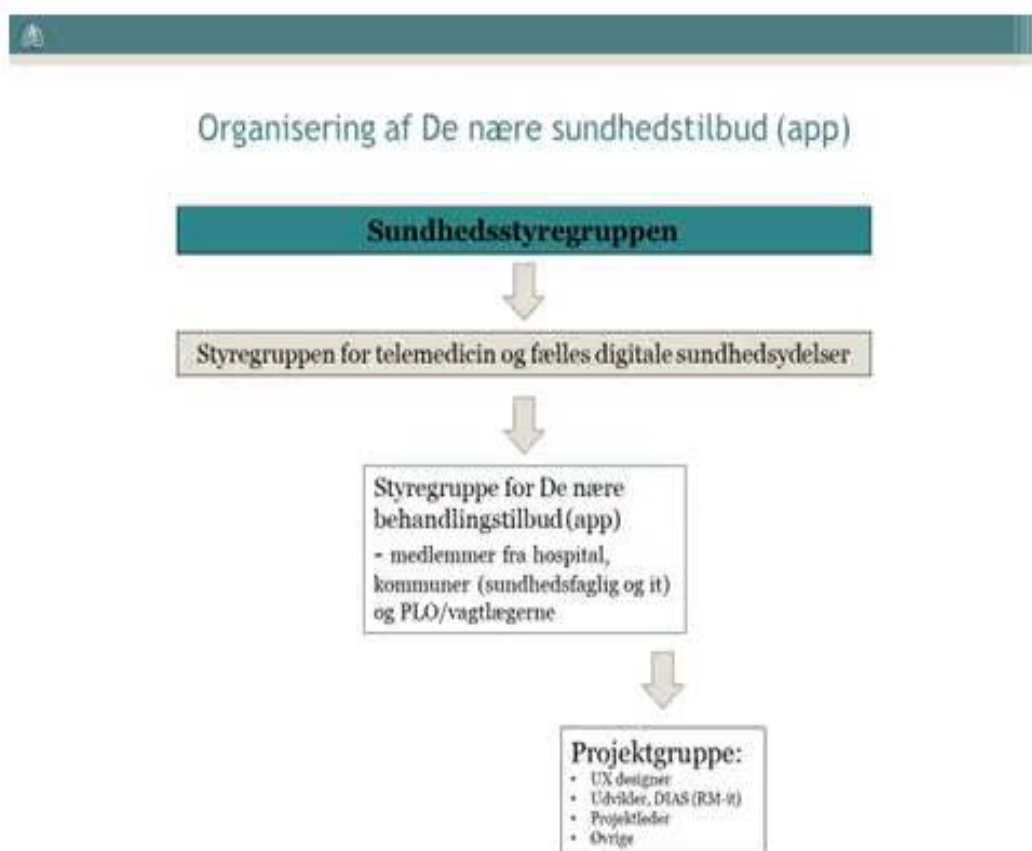 Organisering af De nære sundhedstilbud (app)
Sundhedsstyregruppen
Styregruppen for telemedicin og fælles digitale sundhedsydelser
Styregruppe for De nære
behandlingstilbud (app)
- medlemmer fra hospital,
kommuner (sundhedsfaglig og it)
og PLO/vagtlægerne
Projektgruppe:
• UX designer
• Udvikler, DIAS (RM-it)
• Projektleder
• Øvrige